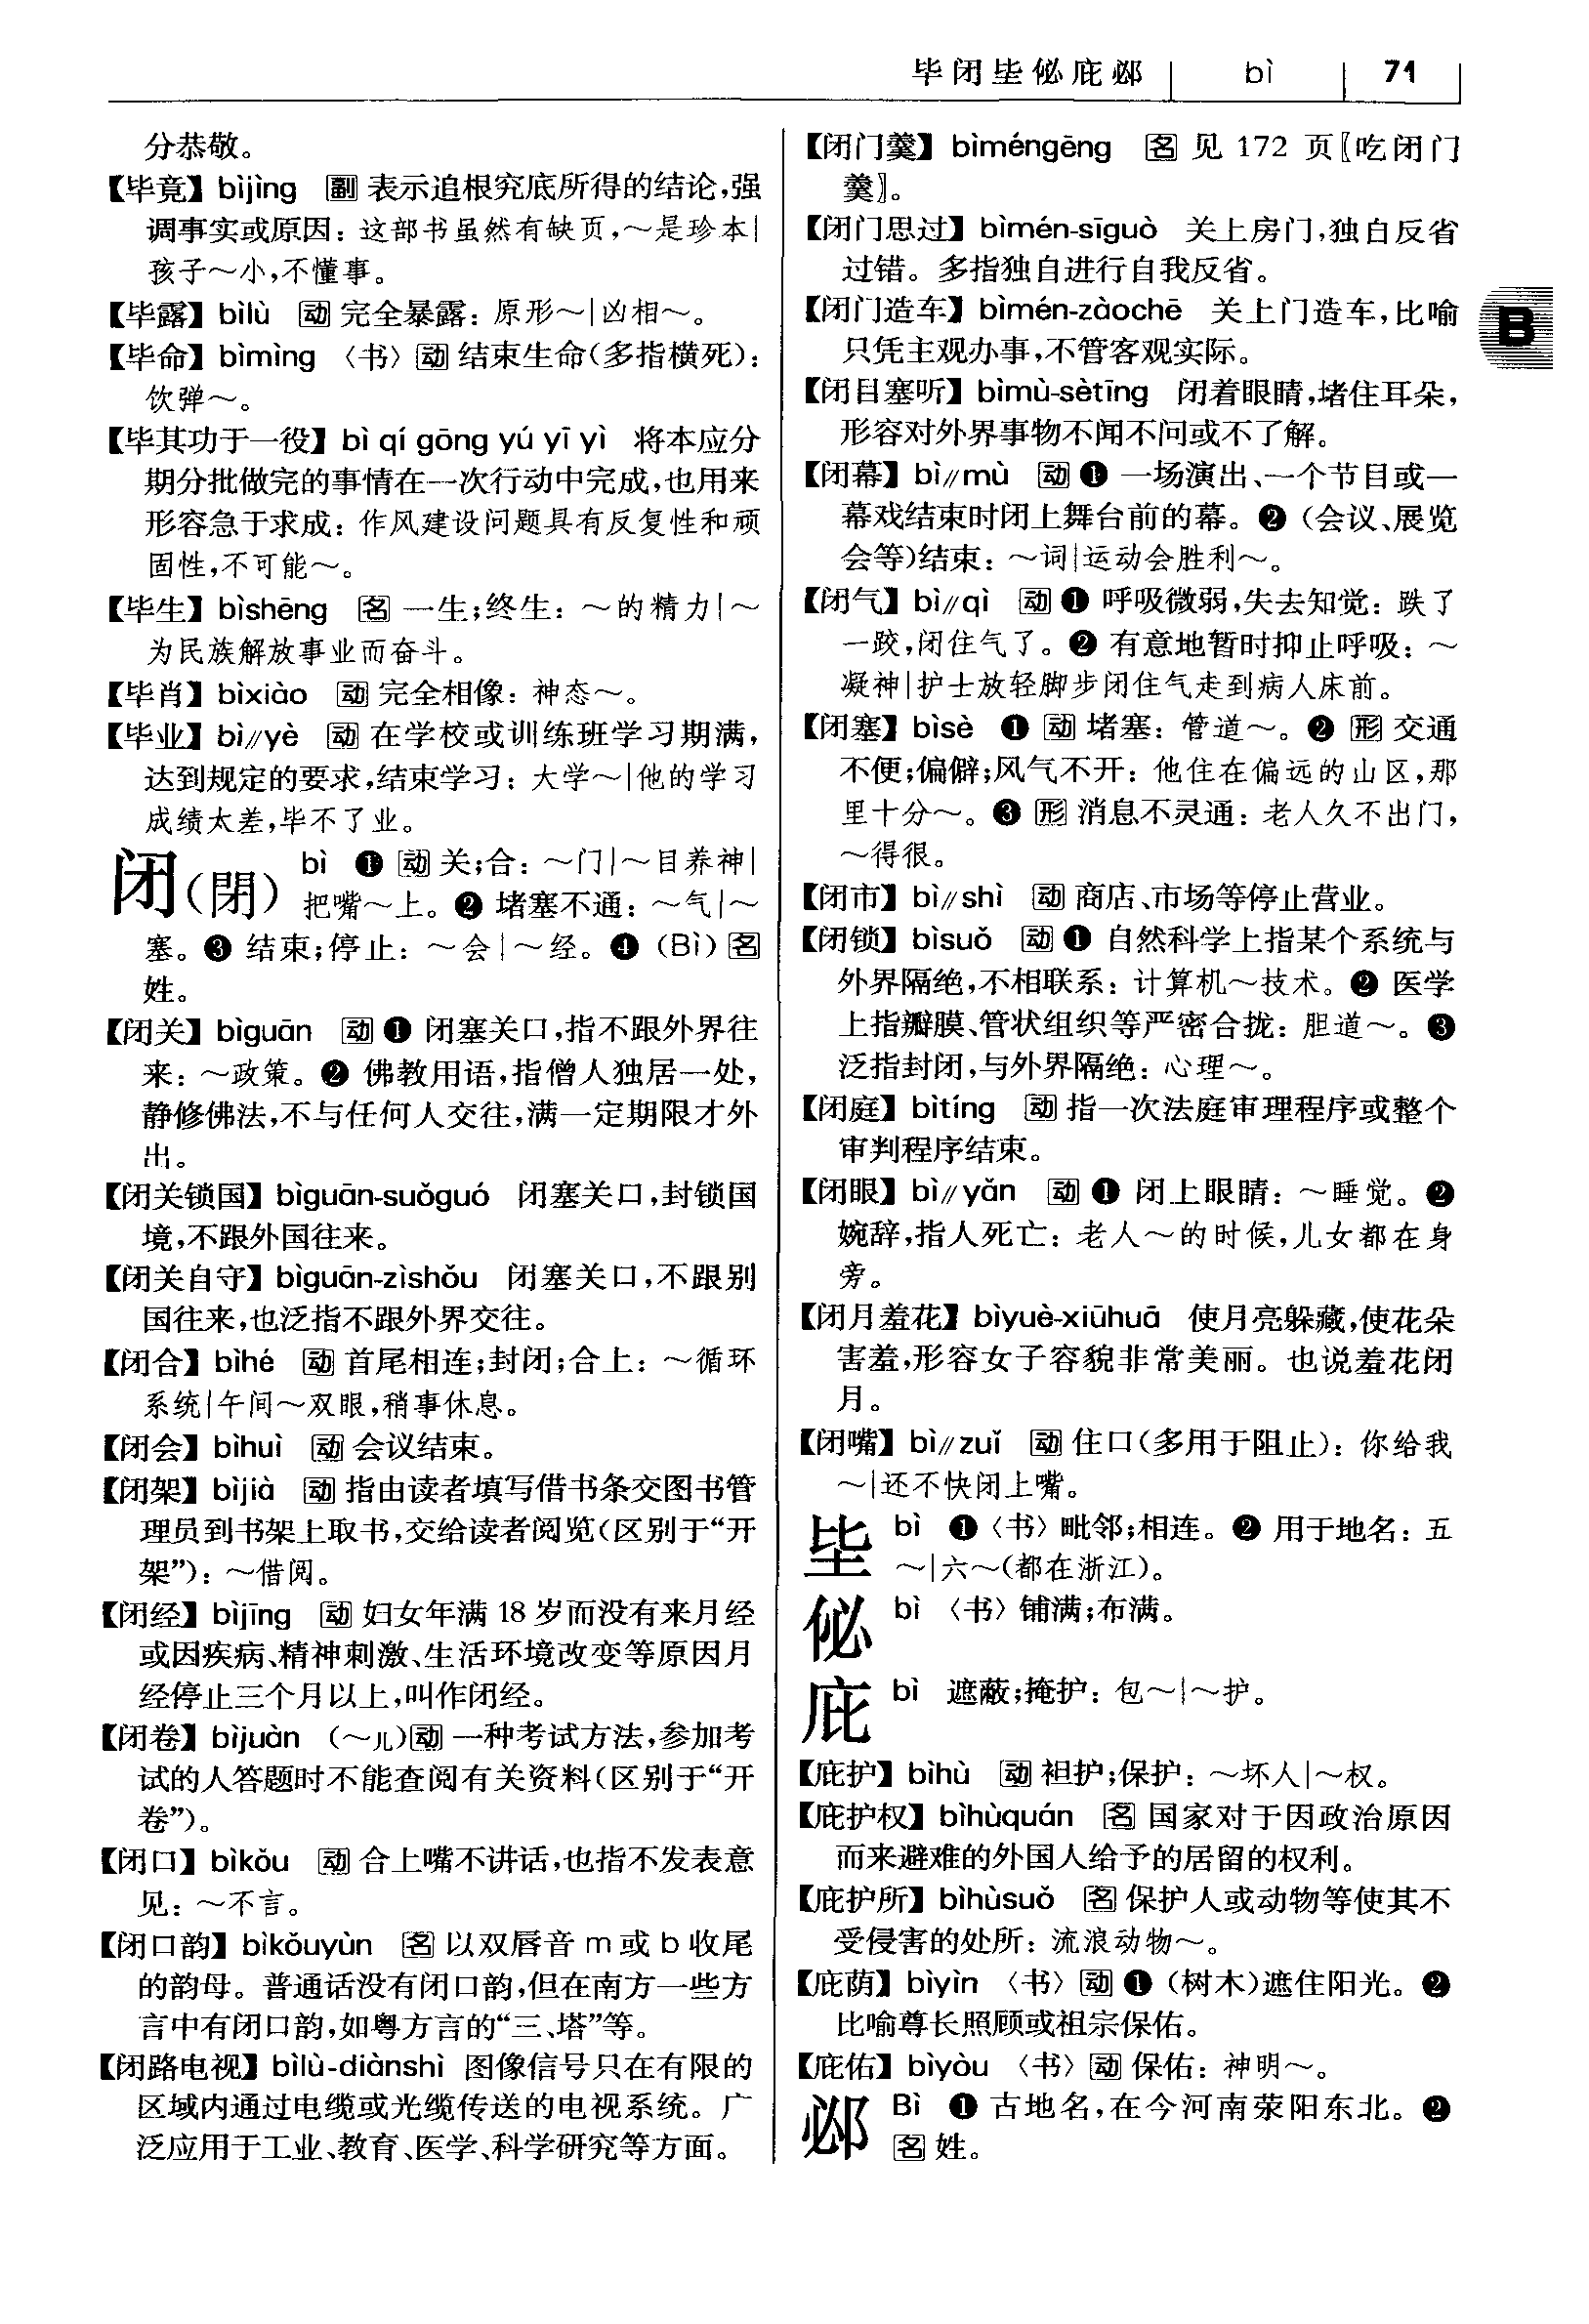 毕闭坒佖庇邲 bì 71
分恭敬。
【毕竟】bìjìng 副 表示追根究底所得的结论,强
调事实或原因:这部书虽然有缺页,～是珍本|
孩子～小,不懂事。
【毕露】bìlù 动 完全暴露:原形～|凶相～。
【毕命】bìmìng 〈书〉动 结束生命(多指横死):
饮弹～。
【毕其功于一役】bì qí gōng yú yī yì 将本应分
期分批做完的事情在一次行动中完成,也用来
形容急于求成:作风建设问题具有反复性和顽
固性,不可能～。
【毕生】bìshēng 名 一生;终生:～的精力|～
为民族解放事业而奋斗。
【毕肖】bìxiào 动 完全相像:神态～。
【毕业】bì//yè 动 在学校或训练班学习期满,
达到规定的要求,结束学习:大学～|他的学习
成绩太差,毕不了业。
闭(閉) bì ❶ 动 关;合:～门|～目养神|
把嘴～上。❷ 堵塞不通:～气|～
塞。❸ 结束;停止:～会|～经。❹ (Bì) 名
姓。
【闭关】bìguān 动 ❶ 闭塞关口,指不跟外界往
来:～政策。❷ 佛教用语,指僧人独居一处,
静修佛法,不与任何人交往,满一定期限才外
出。
【闭关锁国】bìguān-suǒguó 闭塞关口,封锁国
境,不跟外国往来。
【闭关自守】bìguān-zìshǒu 闭塞关口,不跟别
国往来,也泛指不跟外界交往。
【闭合】bìhé 动 首尾相连;封闭;合上:～循环
系统|午间～双眼,稍事休息。
【闭会】bìhuì 动 会议结束。
【闭架】bìjià 动 指由读者填写借书条交图书管
理员到书架上取书,交给读者阅览(区别于“开
架”):～借阅。
【闭经】bìjīng 动 妇女年满 18 岁而没有来月经
或因疾病、精神刺激、生活环境改变等原因月
经停止三个月以上,叫作闭经。
【闭卷】bìjuàn (～儿)动 一种考试方法,参加考
试的人答题时不能查阅有关资料(区别于“开
卷”)。
【闭口】bìkǒu 动 合上嘴不讲话,也指不发表意
见:～不言。
【闭口韵】bìkǒuyùn 名 以双唇音 m 或 b 收尾
的韵母。普通话没有闭口韵,但在南方一些方
言中有闭口韵,如粤方言的“三、塔”等。
【闭路电视】bìlù-diànshì 图像信号只在有限的
区域内通过电缆或光缆传送的电视系统。广
泛应用于工业、教育、医学、科学研究等方面。
【闭门羹】bìméngēng 名 见 172 页〖吃闭门
羹〗。
【闭门思过】bìmén-sīguò 关上房门,独自反省
过错。多指独自进行自我反省。
【闭门造车】bìmén-zàochē 关上门造车,比喻
只凭主观办事,不管客观实际。
B
【闭目塞听】bìmù-sètīng 闭着眼睛,堵住耳朵,
形容对外界事物不闻不问或不了解。
【闭幕】bì//mù 动 ❶ 一场演出、一个节目或一
幕戏结束时闭上舞台前的幕。❷ (会议、展览
会等)结束:～词|运动会胜利～。
【闭气】bì//qì 动 ❶ 呼吸微弱,失去知觉:跌了
一跤,闭住气了。❷ 有意地暂时抑止呼吸:～
凝神|护士放轻脚步闭住气走到病人床前。
【闭塞】bìsè ❶ 动 堵塞:管道～。❷ 形 交通
不便;偏僻;风气不开:他住在偏远的山区,那
里十分～。❸ 形 消息不灵通:老人久不出门,
～得很。
【闭市】bì//shì 动 商店、市场等停止营业。
【闭锁】bìsuǒ 动 ❶ 自然科学上指某个系统与
外界隔绝,不相联系:计算机～技术。❷ 医学
上指瓣膜、管状组织等严密合拢:胆道～。❸
泛指封闭,与外界隔绝:心理～。
【闭庭】bìtíng 动 指一次法庭审理程序或整个
审判程序结束。
【闭眼】bì//yǎn 动 ❶ 闭上眼睛:～睡觉。❷
婉辞,指人死亡:老人～的时候,儿女都在身
旁。
【闭月羞花】bìyuè-xiūhuā 使月亮躲藏,使花朵
害羞,形容女子容貌非常美丽。也说羞花闭
月。
【闭嘴】bì//zuǐ 动 住口(多用于阻止):你给我
～|还不快闭上嘴。
坒 bì ❶〈书〉毗邻;相连。❷ 用于地名:五
～|六～(都在浙江)。
佖 bì 〈书〉铺满;布满。
庇 bì 遮蔽;掩护:包～|～护。
【庇护】bìhù 动 袒护;保护:～坏人|～权。
【庇护权】bìhùquán 名 国家对于因政治原因
而来避难的外国人给予的居留的权利。
【庇护所】bìhùsuǒ 名 保护人或动物等使其不
受侵害的处所:流浪动物～。
【庇荫】bìyìn 〈书〉动 ❶ (树木)遮住阳光。❷
比喻尊长照顾或祖宗保佑。
【庇佑】bìyòu 〈书〉动 保佑:神明～。
邲 Bì ❶ 古地名,在今河南荥阳东北。❷
名 姓。